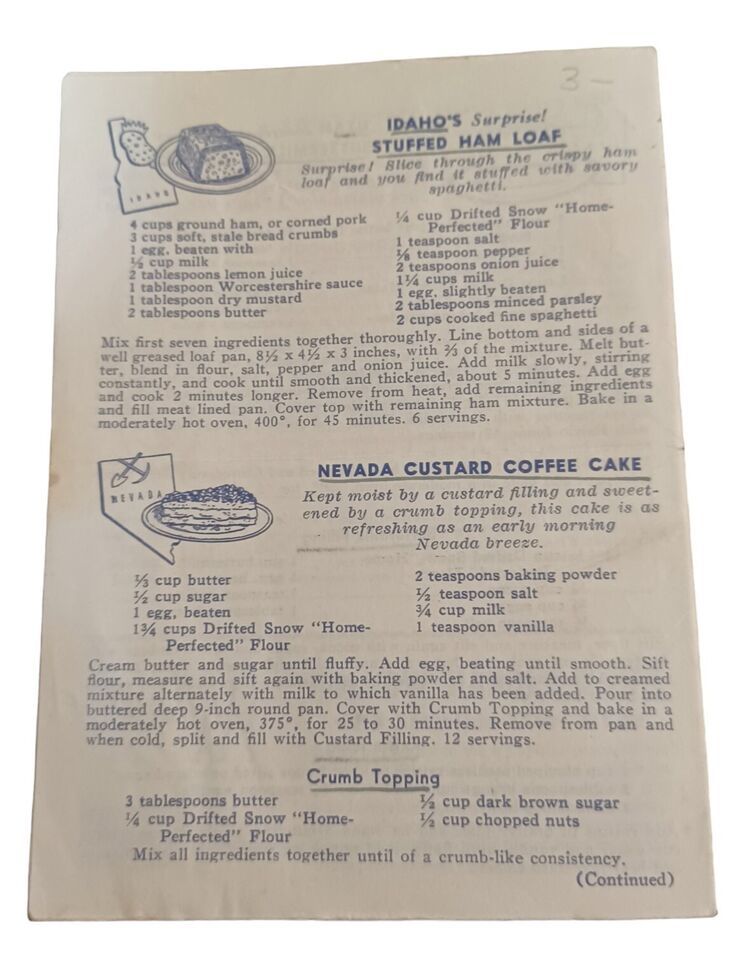 3-
IDAHO'S Surprise!
STUFFED HAM LOAF
Surprise! Slice through the crispy ham
loaf and you find it stuffed with savory
spaghetti.
IDAHO
4 cups ground ham, or corned pork
3 cups soft, stale bread crumbs
1 egg, beaten with
½ cup milk
2 tablespoons lemon juice
1 tablespoon Worcestershire sauce
1 tablespoon dry mustard
2 tablespoons butter
¼ cup Drifted Snow "Home-
Perfected" Flour
1 teaspoon salt
⅛ teaspoon pepper
2 teaspoons onion juice
1¼ cups milk
1 egg, slightly beaten
2 tablespoons minced parsley
2 cups cooked fine spaghetti
Mix first seven ingredients together thoroughly. Line bottom and sides of a
well greased loaf pan, 8½ x 4½ x 3 inches, with ⅔ of the mixture. Melt but-
ter, blend in flour, salt, pepper and onion juice. Add milk slowly, stirring
constantly, and cook until smooth and thickened, about 5 minutes. Add egg
and cook 2 minutes longer. Remove from heat, add remaining ingredients
and fill meat lined pan. Cover top with remaining ham mixture. Bake in a
moderately hot oven, 400°, for 45 minutes. 6 servings.
NEVADA CUSTARD COFFEE CAKE
NEVADA
Kept moist by a custard filling and sweet-
ened by a crumb topping, this cake is as
refreshing as an early morning
Nevada breeze.
⅓ cup butter
½ cup sugar
1 egg, beaten
1¾ cups Drifted Snow "Home-
Perfected" Flour
2 teaspoons baking powder
½ teaspoon salt
¾ cup milk
1 teaspoon vanilla
Cream butter and sugar until fluffy. Add egg, beating until smooth. Sift
flour, measure and sift again with baking powder and salt. Add to creamed
mixture alternately with milk to which vanilla has been added. Pour into
buttered deep 9-inch round pan. Cover with Crumb Topping and bake in a
moderately hot oven, 375°, for 25 to 30 minutes. Remove from pan and
when cold, split and fill with Custard Filling. 12 servings.
Crumb Topping
3 tablespoons butter
¼ cup Drifted Snow "Home-
Perfected" Flour
½ cup dark brown sugar
½ cup chopped nuts
Mix all ingredients together until of a crumb-like consistency.
(Continued)